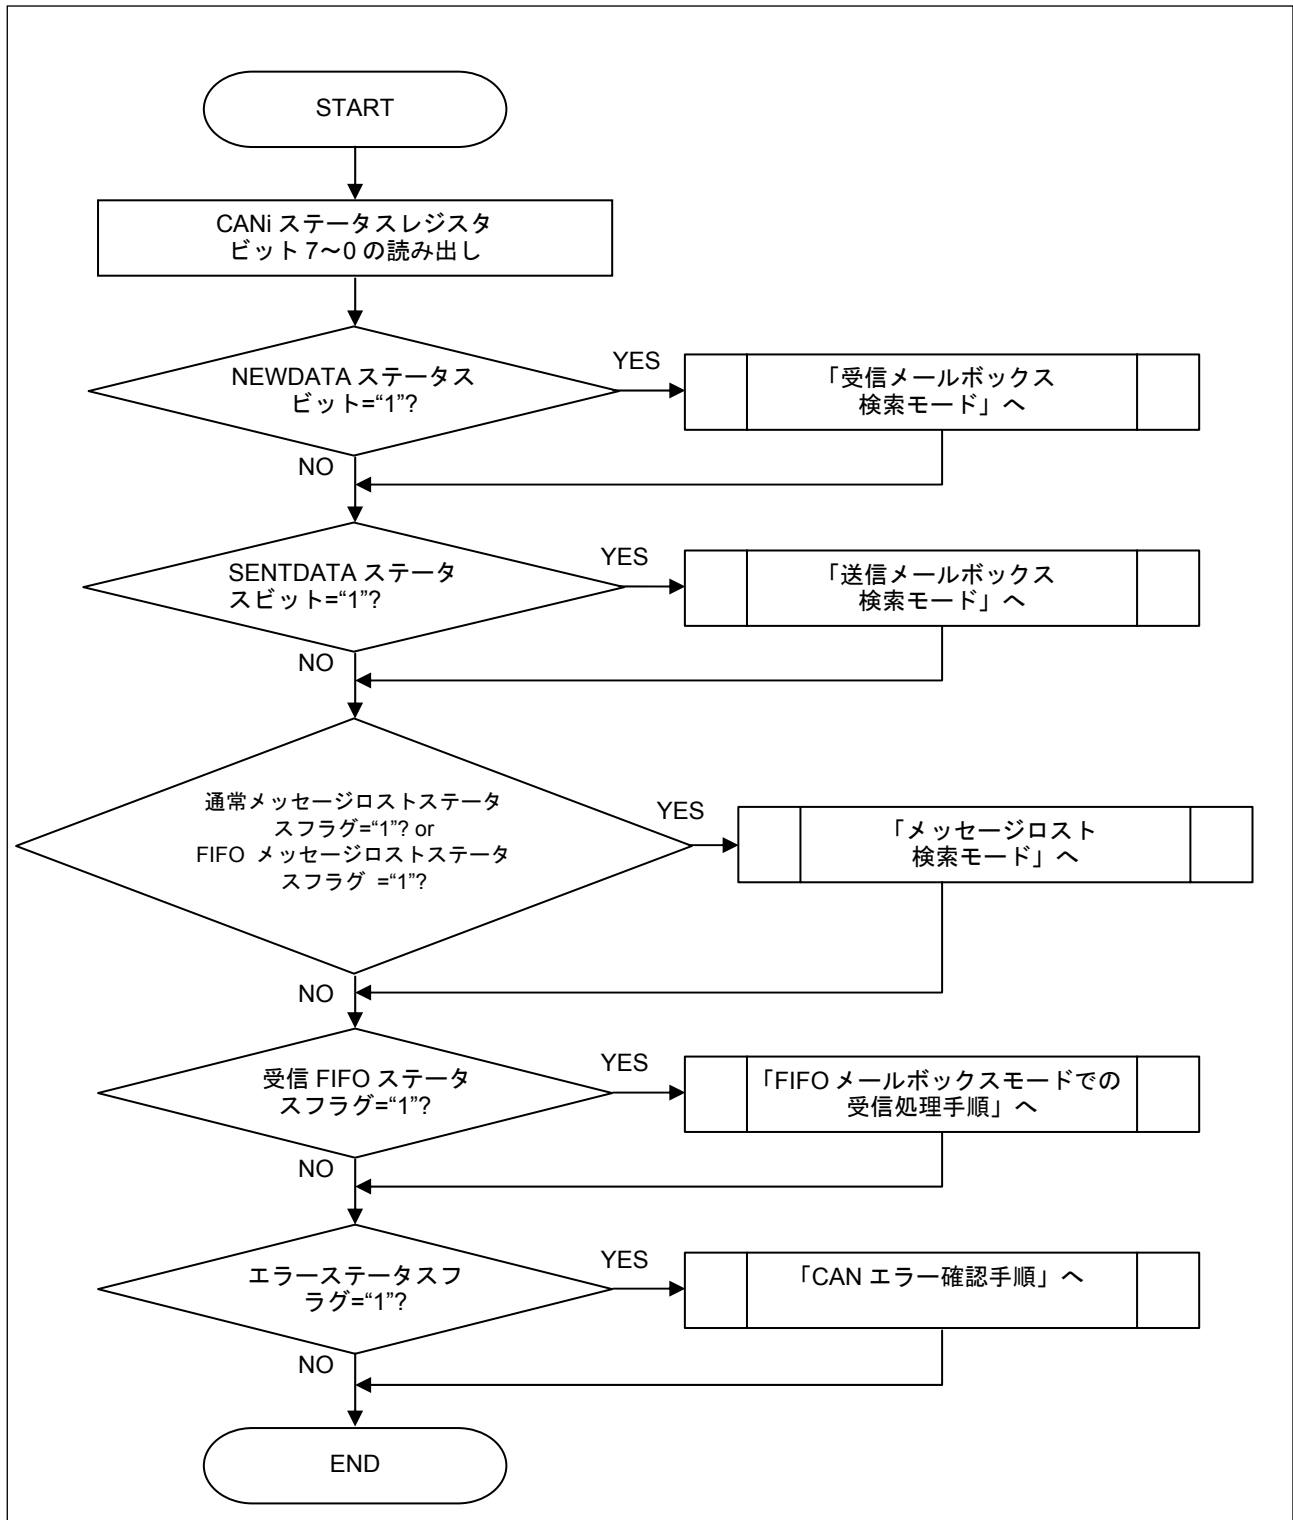 START
CANi ステータスレジスタ
ビット 7～0 の読み出し
NEWDATA ステータス
ビット=“1”?
YES
「受信メールボックス
検索モード」へ
NO
SENTDATA ステータ
スビット=“1”?
YES
「送信メールボックス
検索モード」へ
NO
通常メッセージロストステータ
スフラグ=“1”? or
FIFO メッセージロストステータ
スフラグ =“1”?
YES
「メッセージロスト
検索モード」へ
NO
受信 FIFO ステータ
スフラグ=“1”?
YES
「FIFO メールボックスモードでの
受信処理手順」へ
NO
エラーステータスフ
ラグ=“1”?
YES
「CAN エラー確認手順」へ
NO
END